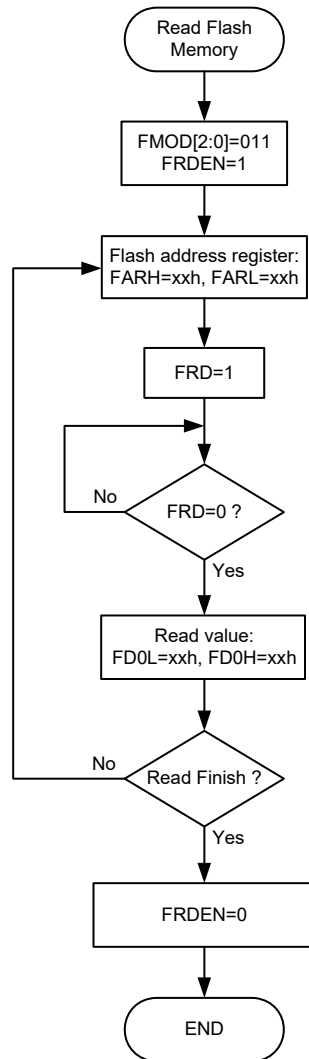 Read Flash
Memory
FMOD[2:0]=011
FRDEN=1
Flash address register:
FARH=xxh, FARL=xxh
FRD=1
No
FRD=0 ?
Yes
Read value:
FD0L=xxh, FD0H=xxh
No
Read Finish ?
Yes
FRDEN=0
END